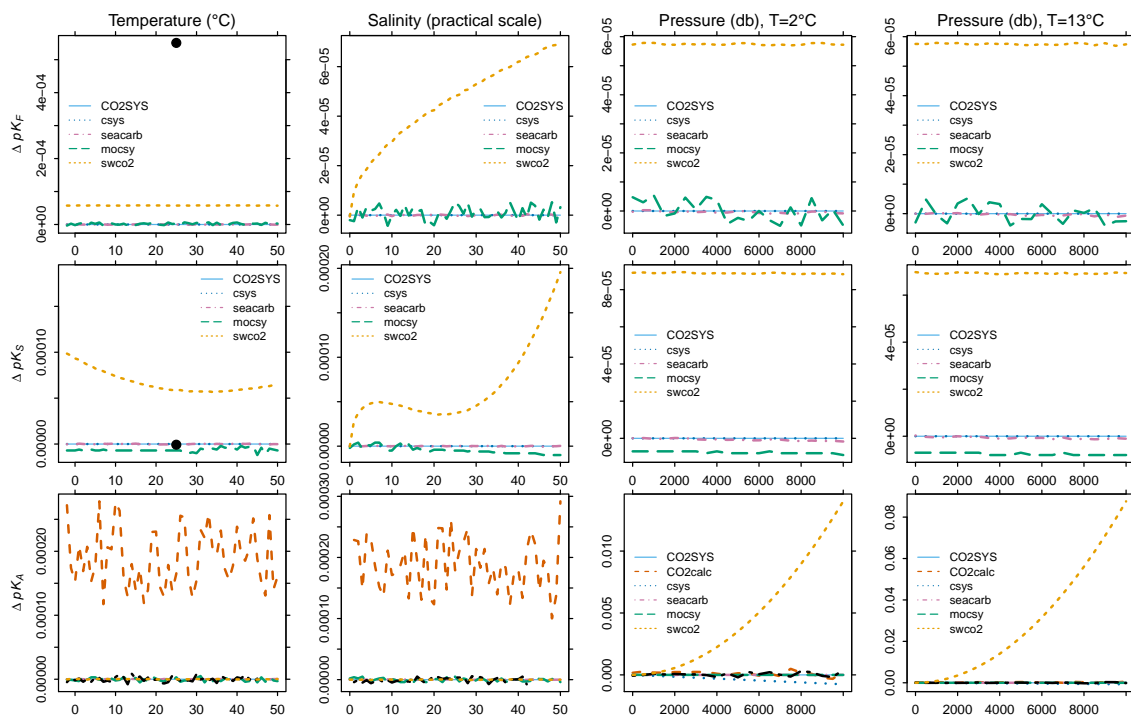 Temperature (°C)
Salinity (practical scale)
Pressure (db), T=2°C
Pressure (db), T=13°C
Δ pKF
0e+00 2e-04 4e-04
CO2SYS
csys
seacarb
mocsy
swco2
0 10 20 30 40 50
0e+00 2e-05 4e-05 6e-05
CO2SYS
csys
seacarb
mocsy
swco2
0 10 20 30 40 50
0e+00 2e-05 4e-05 6e-05
CO2SYS
csys
seacarb
mocsy
swco2
0 2000 4000 6000 8000
0e+00 2e-05 4e-05 6e-05
CO2SYS
csys
seacarb
mocsy
swco2
0 2000 4000 6000 8000
Δ pKS
0.00000 0.00010
CO2SYS
csys
seacarb
mocsy
swco2
0 10 20 30 40 50
0.00000 0.00010 0.00020
CO2SYS
csys
seacarb
mocsy
swco2
0 10 20 30 40 50
0e+00 4e-05 8e-05
CO2SYS
csys
seacarb
mocsy
swco2
0 2000 4000 6000 8000
0e+00 4e-05
CO2SYS
csys
seacarb
mocsy
swco2
0 2000 4000 6000 8000
Δ pKA
0.00000 0.00010 0.00020
0 10 20 30 40 50
0.00000 0.00010 0.00020 0.00030
0 10 20 30 40 50
0.000 0.005 0.010
CO2SYS
CO2calc
csys
seacarb
mocsy
swco2
0 2000 4000 6000 8000
0.00 0.02 0.04 0.06 0.08
CO2SYS
CO2calc
csys
seacarb
mocsy
swco2
0 2000 4000 6000 8000